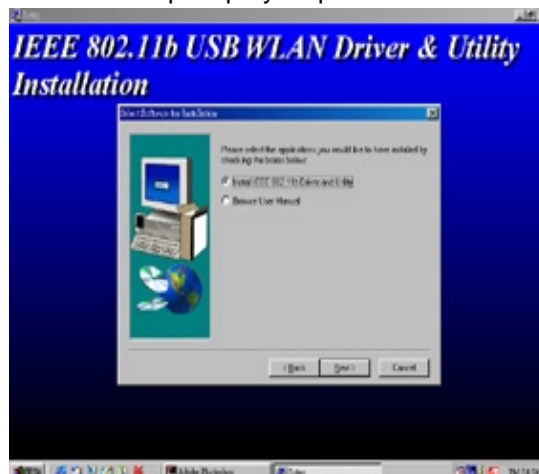 IEEE 802.11b USB WLAN Driver & Utility
Installation
Select Software for Installation
Please select the applications you would like to have installed by
checking the boxes below
Install IEEE 802.11b Driver and Utility
Browse User Manual
< Back
Next >
Cancel